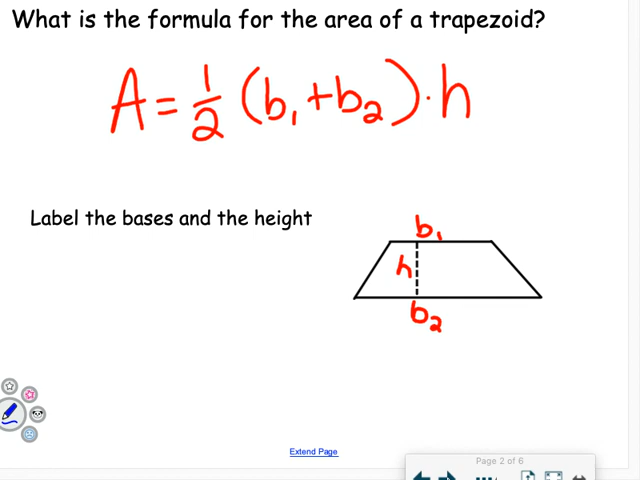 What is the formula for the area of a trapezoid?
A = 1/2 (b₁ + b₂) · h
Label the bases and the height
b₁
h
b₂
Extend Page
Page 2 of 6